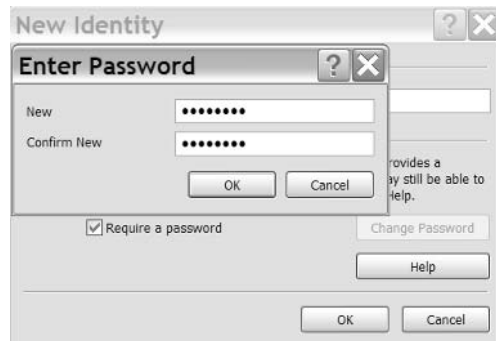 New Identity
Enter Password
New ••••••••
Confirm New ••••••••
OK Cancel
rovides a
ay still be able to
Help.
Require a password Change Password
Help
OK Cancel